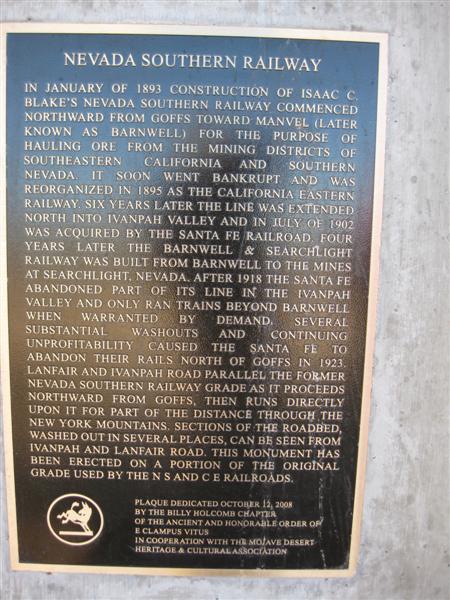 NEVADA SOUTHERN RAILWAY
IN JANUARY OF 1893 CONSTRUCTION OF ISAAC C.
BLAKE'S NEVADA SOUTHERN RAILWAY COMMENCED
NORTHWARD FROM GOFFS TOWARD MANVEL (LATER
KNOWN AS BARNWELL) FOR THE PURPOSE OF
HAULING ORE FROM THE MINING DISTRICTS OF
SOUTHEASTERN CALIFORNIA AND SOUTHERN
NEVADA. IT SOON WENT BANKRUPT AND WAS
REORGANIZED IN 1895 AS THE CALIFORNIA EASTERN
RAILWAY. SIX YEARS LATER THE LINE WAS EXTENDED
NORTH INTO IVANPAH VALLEY AND IN JULY OF 1902
WAS ACQUIRED BY THE SANTA FE RAILROAD. FOUR
YEARS LATER THE BARNWELL & SEARCHLIGHT
RAILWAY WAS BUILT FROM BARNWELL TO THE MINES
AT SEARCHLIGHT, NEVADA. AFTER 1918 THE SANTA FE
ABANDONED PART OF ITS LINE IN THE IVANPAH
VALLEY AND ONLY RAN TRAINS BEYOND BARNWELL
WHEN WARRANTED BY DEMAND. SEVERAL
SUBSTANTIAL WASHOUTS AND CONTINUING
UNPROFITABILITY CAUSED THE SANTA FE TO
ABANDON THEIR RAILS NORTH OF GOFFS IN 1923.
LANFAIR AND IVANPAH ROAD PARALLEL THE FORMER
NEVADA SOUTHERN RAILWAY GRADE AS IT PROCEEDS
NORTHWARD FROM GOFFS, THEN RUNS DIRECTLY
UPON IT FOR PART OF THE DISTANCE THROUGH THE
NEW YORK MOUNTAINS. SECTIONS OF THE ROADBED,
WASHED OUT IN SEVERAL PLACES, CAN BE SEEN FROM
IVANPAH AND LANFAIR ROAD. THIS MONUMENT HAS
BEEN ERECTED ON A PORTION OF THE ORIGINAL
GRADE USED BY THE N S AND C E RAILROADS.
PLAQUE DEDICATED OCTOBER 12, 2008
BY THE BILLY HOLCOMB CHAPTER
OF THE ANCIENT AND HONORABLE ORDER OF
E CLAMPUS VITUS
IN COOPERATION WITH THE MOJAVE DESERT
HERITAGE & CULTURAL ASSOCIATION